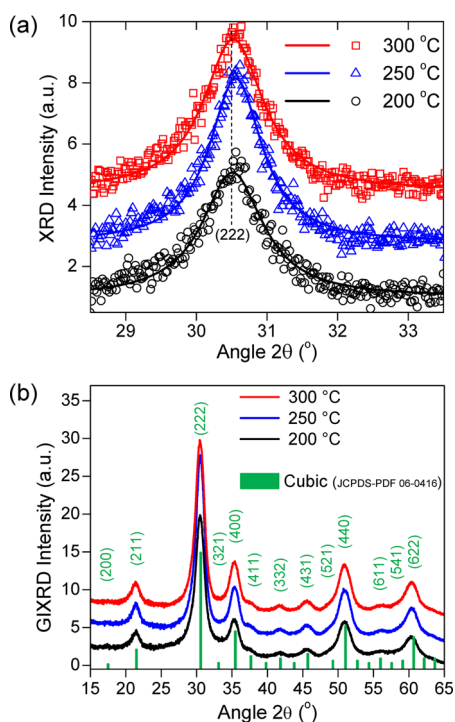 (a)
10
8
6
4
2
XRD Intensity (a.u.)
300 °C
250 °C
200 °C
(222)
29 30 31 32 33
Angle 2θ (°)
(b)
35
30
25
20
15
10
5
0
GIXRD Intensity (a.u.)
300 °C
250 °C
200 °C
Cubic (JCPDS-PDF 06-0416)
(200)
(211)
(222)
(321)
(400)
(411)
(332)
(431)
(521)
(440)
(611)
(541)
(622)
15 20 25 30 35 40 45 50 55 60 65
Angle 2θ (°)